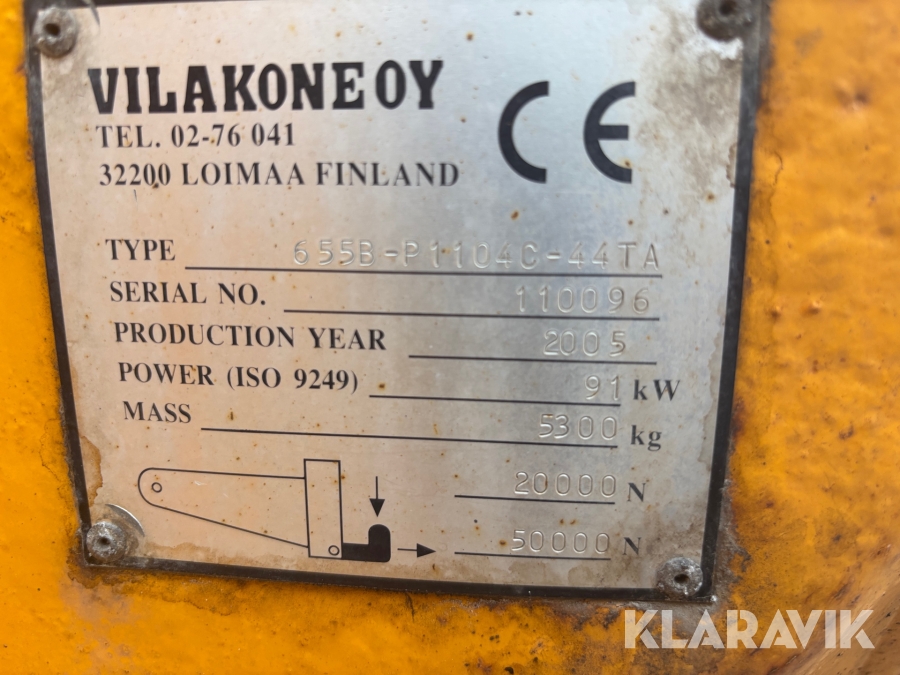 VILAKONE OY
TEL. 02-76 041
32200 LOIMAA FINLAND
CE
TYPE 655B-P1104C-44TA
SERIAL NO. 110096
PRODUCTION YEAR 2005
POWER (ISO 9249) 91 kW
MASS 5300 kg
20000 N
50000 N
KLARAVIK